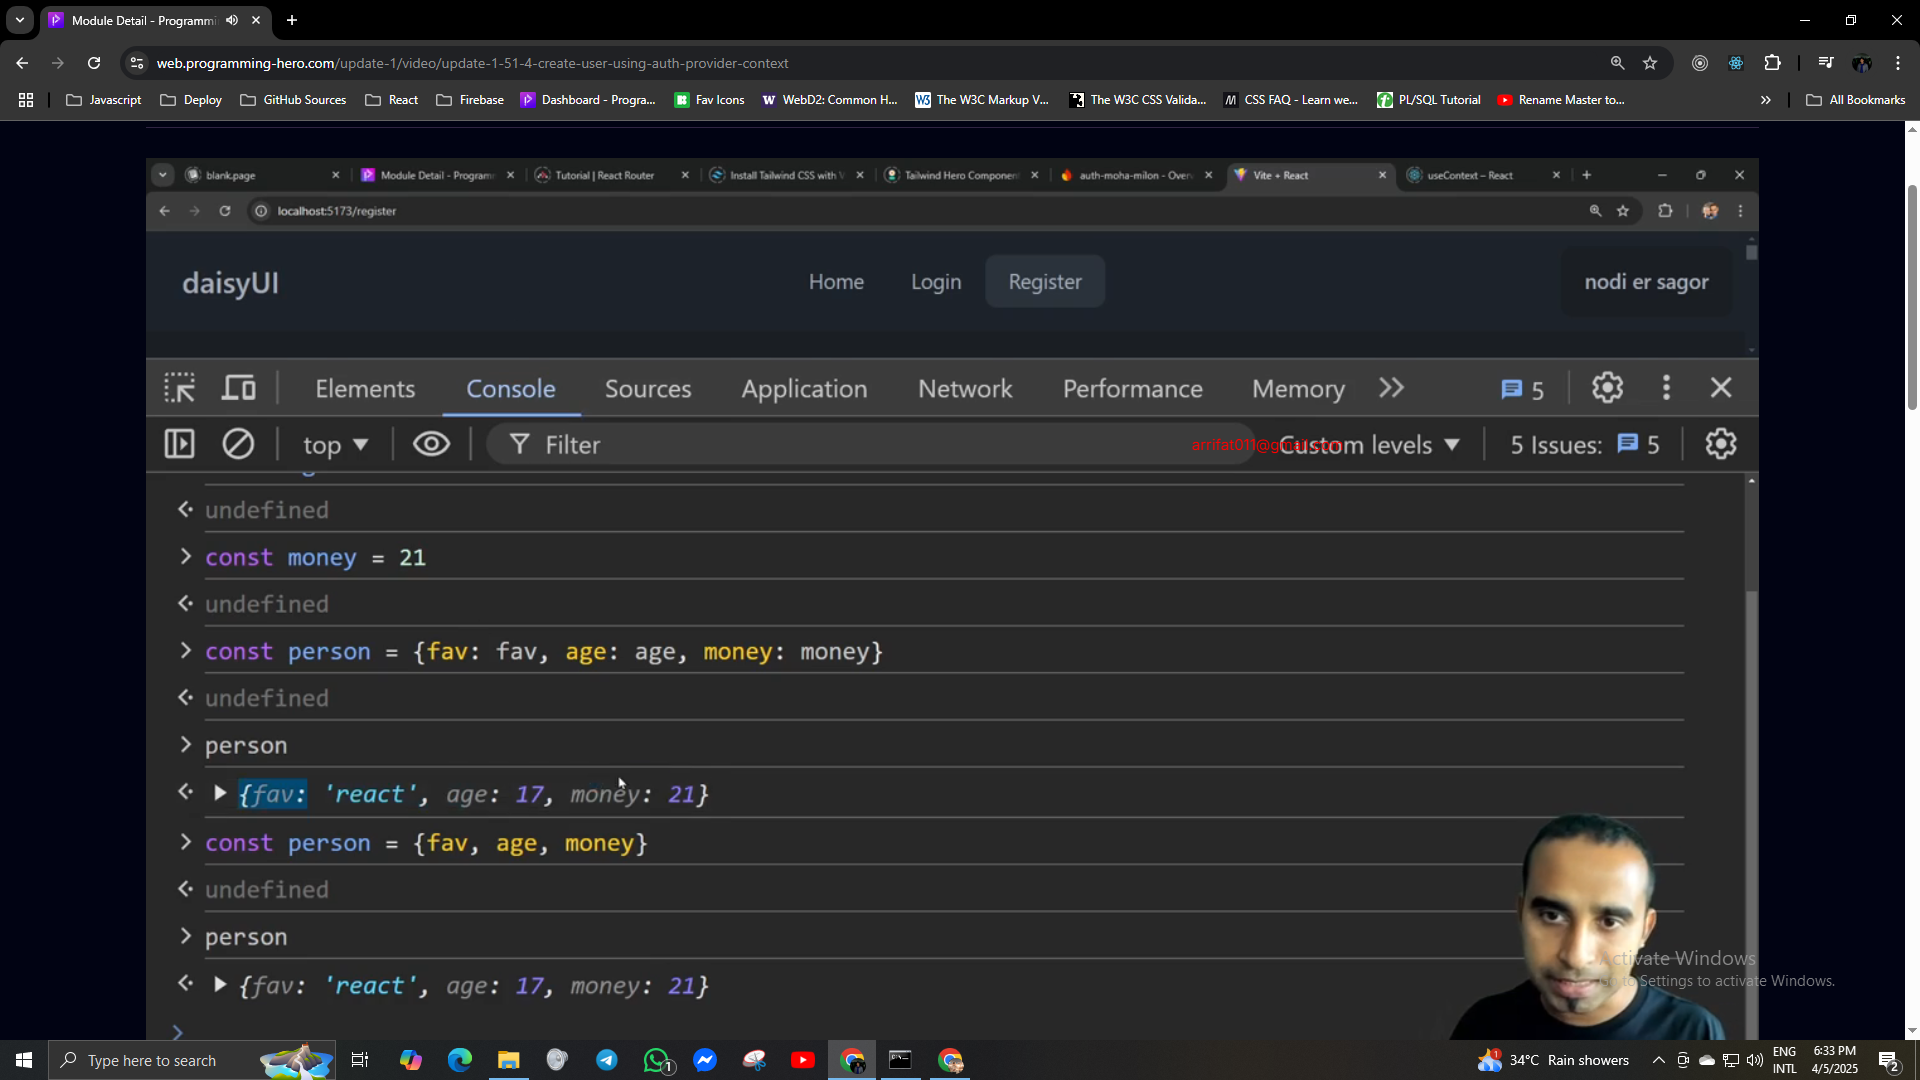 Module Detail - Programmi
web.programming-hero.com/update-1/video/update-1-51-4-create-user-using-auth-provider-context
Javascript Deploy GitHub Sources React Firebase Dashboard - Progra... Fav Icons WebD2: Common H... The W3C Markup V... The W3C CSS Valida... CSS FAQ - Learn we... PL/SQL Tutorial Rename Master to... All Bookmarks
blank.page Module Detail - Program Tutorial | React Router Install Tailwind CSS with V Tailwind Hero Component auth-moha-milon - Over Vite + React useContext – React
localhost:5173/register
daisyUI Home Login Register nodi er sagor
Elements Console Sources Application Network Performance Memory 5
top Filter arrifat011@gmail.com Custom levels 5 Issues: 5
undefined
const money = 21
undefined
const person = {fav: fav, age: age, money: money}
undefined
person
{fav: 'react', age: 17, money: 21}
const person = {fav, age, money}
undefined
person
{fav: 'react', age: 17, money: 21}
Activate Windows
Go to Settings to activate Windows.
Type here to search 1 34°C Rain showers ENG 6:33 PM
INTL 4/5/2025 2